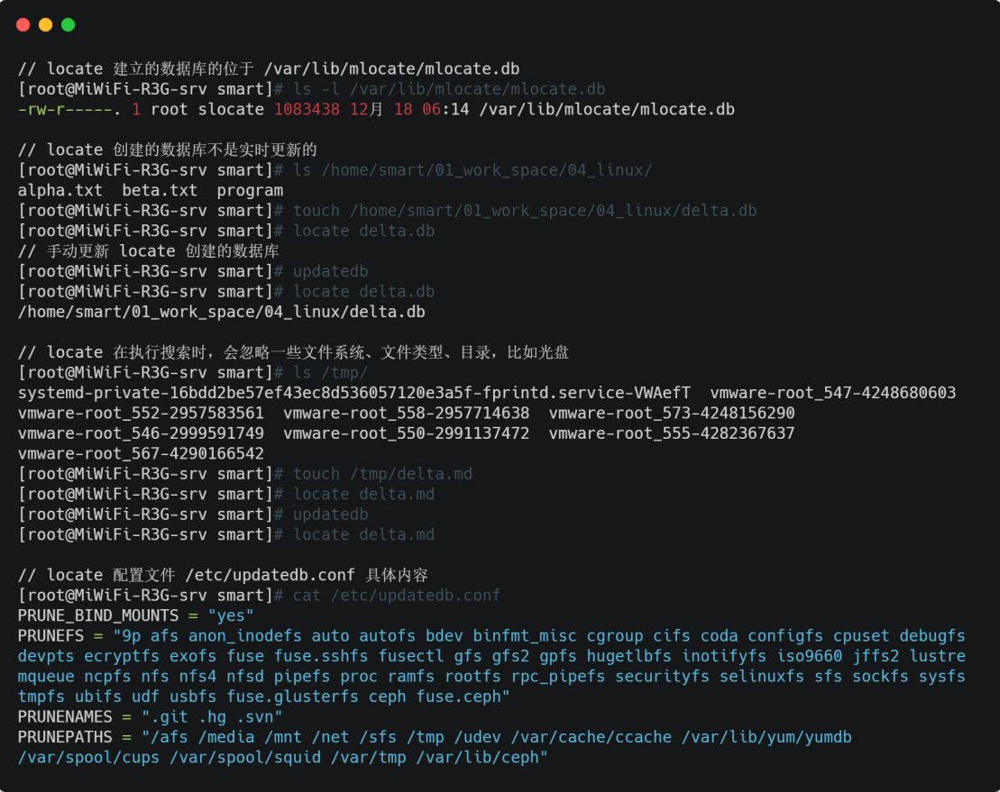 // locate 建立的数据库的位于 /var/lib/mlocate/mlocate.db
[root@MiWiFi-R3G-srv smart]# ls -l /var/lib/mlocate/mlocate.db
-rw-r-----. 1 root slocate 1083438 12月 18 06:14 /var/lib/mlocate/mlocate.db

// locate 创建的数据库不是实时更新的
[root@MiWiFi-R3G-srv smart]# ls /home/smart/01_work_space/04_linux/
alpha.txt  beta.txt  program
[root@MiWiFi-R3G-srv smart]# touch /home/smart/01_work_space/04_linux/delta.db
[root@MiWiFi-R3G-srv smart]# locate delta.db
// 手动更新 locate 创建的数据库
[root@MiWiFi-R3G-srv smart]# updatedb
[root@MiWiFi-R3G-srv smart]# locate delta.db
/home/smart/01_work_space/04_linux/delta.db

// locate 在执行搜索时，会忽略一些文件系统、文件类型、目录，比如光盘
[root@MiWiFi-R3G-srv smart]# ls /tmp/
systemd-private-16bdd2be57ef43ec8d536057120e3a5f-fprintd.service-VWAefT  vmware-root_547-4248680603
vmware-root_552-2957583561  vmware-root_558-2957714638  vmware-root_573-4248156290
vmware-root_546-2999591749  vmware-root_550-2991137472  vmware-root_555-4282367637
vmware-root_567-4290166542
[root@MiWiFi-R3G-srv smart]# touch /tmp/delta.md
[root@MiWiFi-R3G-srv smart]# locate delta.md
[root@MiWiFi-R3G-srv smart]# updatedb
[root@MiWiFi-R3G-srv smart]# locate delta.md

// locate 配置文件 /etc/updatedb.conf 具体内容
[root@MiWiFi-R3G-srv smart]# cat /etc/updatedb.conf
PRUNE_BIND_MOUNTS = "yes"
PRUNEFS = "9p afs anon_inodefs auto autofs bdev binfmt_misc cgroup cifs coda configfs cpuset debugfs
devpts ecryptfs exofs fuse fuse.sshfs fusectl gfs gfs2 gpfs hugetlbfs inotifyfs iso9660 jffs2 lustre
mqueue ncpfs nfs nfs4 nfsd pipefs proc ramfs rootfs rpc_pipefs securityfs selinuxfs sfs sockfs sysfs
tmpfs ubifs udf usbfs fuse.glusterfs ceph fuse.ceph"
PRUNENAMES = ".git .hg .svn"
PRUNEPATHS = "/afs /media /mnt /net /sfs /tmp /udev /var/cache/ccache /var/lib/yum/yumdb
/var/spool/cups /var/spool/squid /var/tmp /var/lib/ceph"